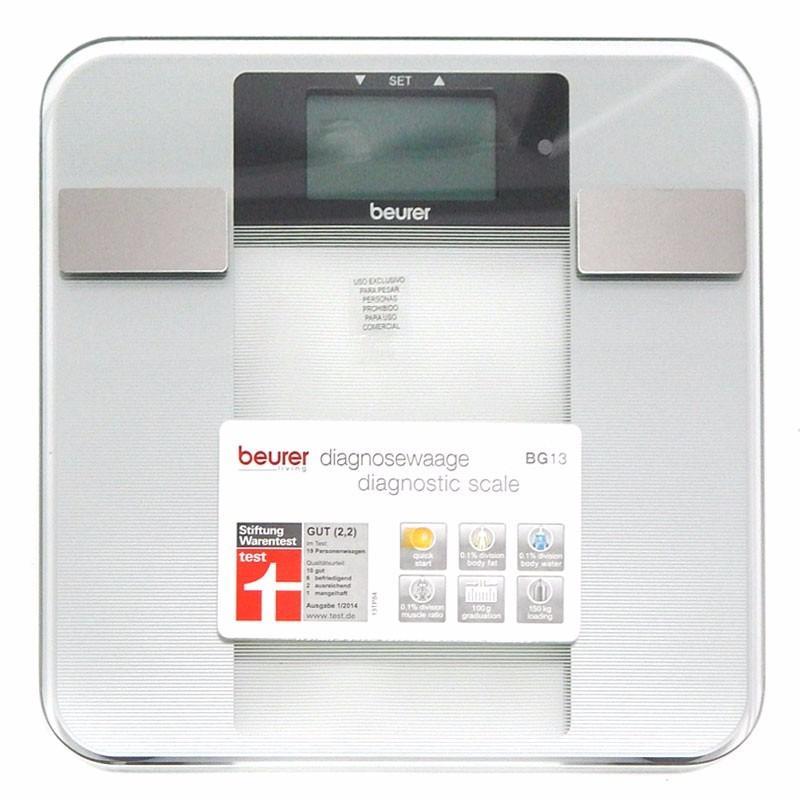 ▼ SET ▲
beurer
USO EXCLUSIVO
PARA PESAR
PERSONAS
PROHIBIDO
PARA USO
COMERCIAL
beurer diagnosewaage BG13
living
diagnostic scale
Stiftung
Warentest
test
GUT (2,2)
im Test:
19 Personenwaagen
Qualitätsurteil:
10 gut
6 befriedigend
2 ausreichend
1 mangelhaft
Ausgabe 1/2014
www.test.de
13TP84
quick
start
0.1% division
body fat
0.1% division
body water
0.1% division
muscle ratio
100 g
graduation
150 kg
loading